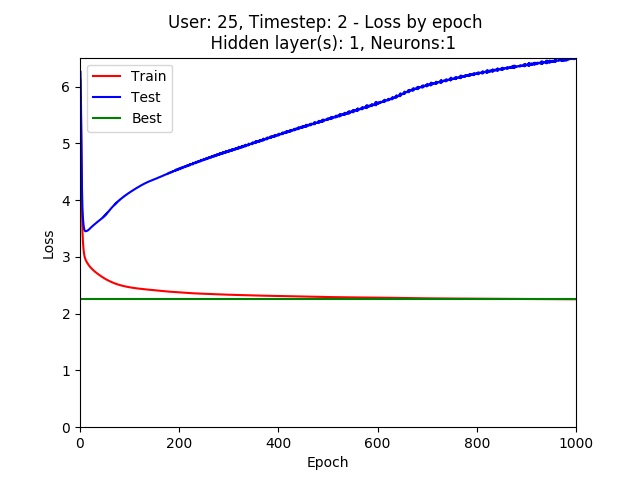 User: 25, Timestep: 2 - Loss by epoch
Hidden layer(s): 1, Neurons:1
Train
Test
Best
6
5
4
3
2
1
0
Loss
0
200
400
600
800
1000
Epoch